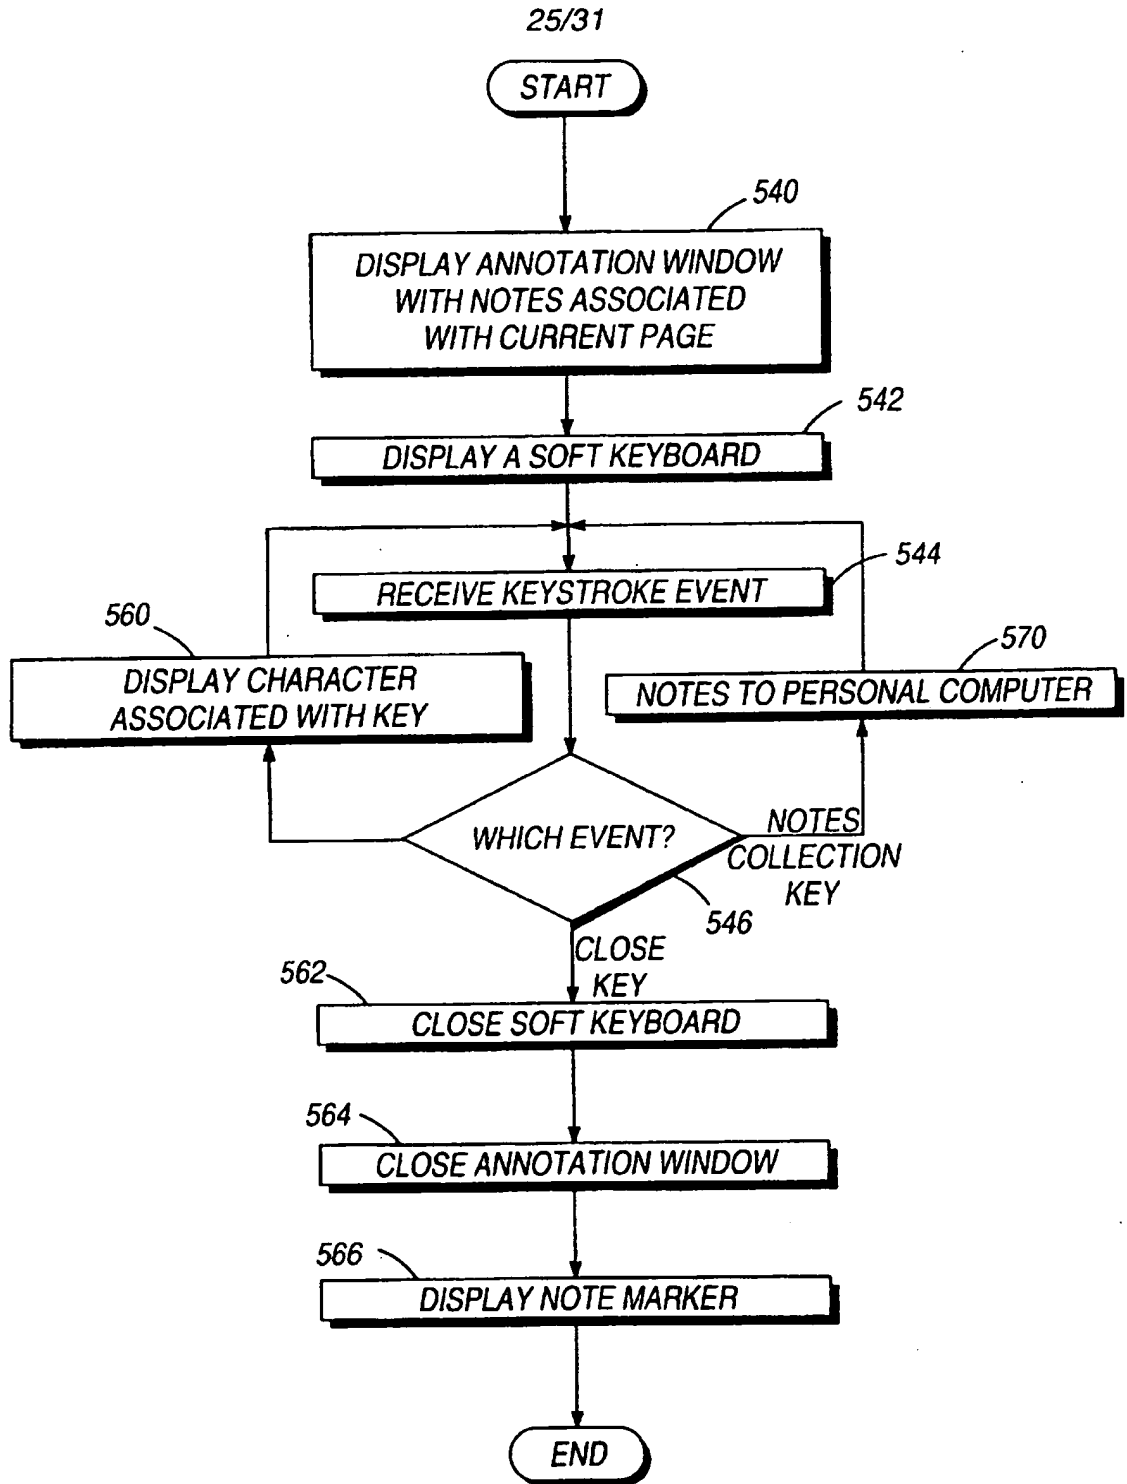 25/31
START
540
DISPLAY ANNOTATION WINDOW
WITH NOTES ASSOCIATED
WITH CURRENT PAGE
542
DISPLAY A SOFT KEYBOARD
544
RECEIVE KEYSTROKE EVENT
560
DISPLAY CHARACTER
ASSOCIATED WITH KEY
570
NOTES TO PERSONAL COMPUTER
WHICH EVENT?
NOTES
COLLECTION
KEY
546
CLOSE
KEY
562
CLOSE SOFT KEYBOARD
564
CLOSE ANNOTATION WINDOW
566
DISPLAY NOTE MARKER
END